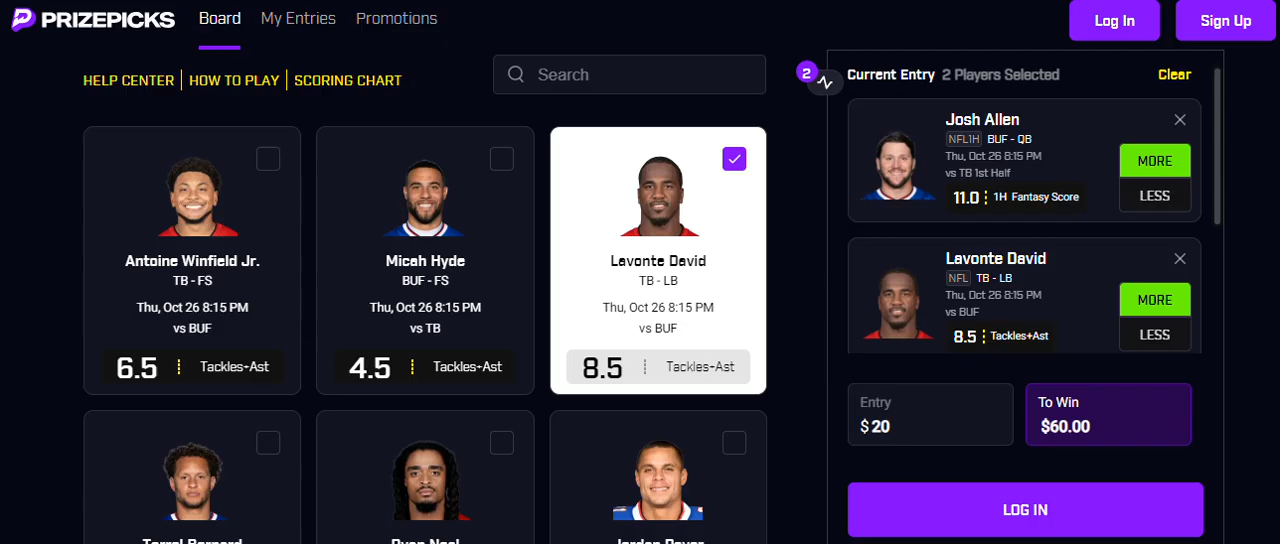 PRIZEPICKS
Board
My Entries
Promotions
Log In
Sign Up
HELP CENTER
HOW TO PLAY
SCORING CHART
Search
Antoine Winfield Jr.
TB - FS
Thu, Oct 26 8:15 PM
vs BUF
6.5
Tackles+Ast
Micah Hyde
BUF - FS
Thu, Oct 26 8:15 PM
vs TB
4.5
Tackles+Ast
Lavonte David
TB - LB
Thu, Oct 26 8:15 PM
vs BUF
8.5
Tackles+Ast
2
Current Entry 2 Players Selected
Clear
Josh Allen
NFL1H BUF - QB
Thu, Oct 26 8:15 PM
vs TB 1st Half
11.0 1H Fantasy Score
MORE
LESS
Lavonte David
NFL TB - LB
Thu, Oct 26 8:15 PM
vs BUF
8.5 Tackles+Ast
MORE
LESS
Entry
$ 20
To Win
$60.00
LOG IN